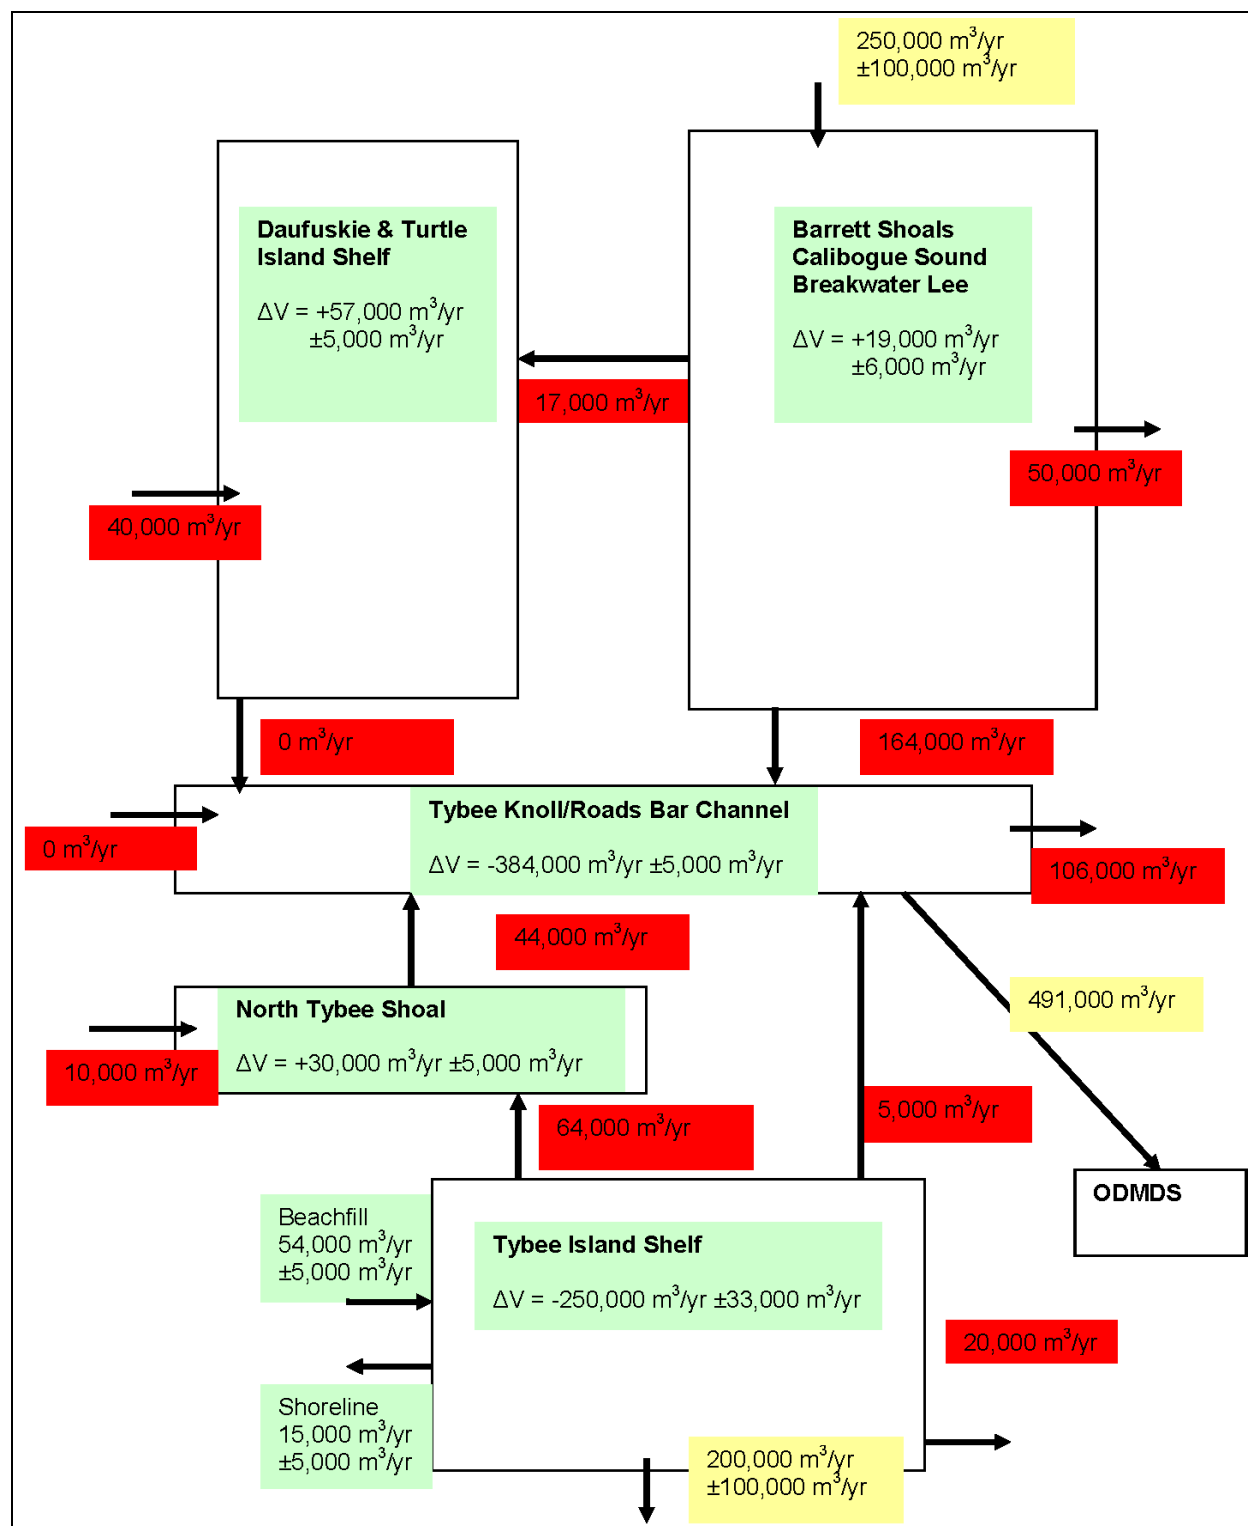 250,000 m³/yr
±100,000 m³/yr
Daufuskie & Turtle
Island Shelf
ΔV = +57,000 m³/yr
±5,000 m³/yr
Barrett Shoals
Calibogue Sound
Breakwater Lee
ΔV = +19,000 m³/yr
±6,000 m³/yr
17,000 m³/yr
50,000 m³/yr
40,000 m³/yr
0 m³/yr
164,000 m³/yr
Tybee Knoll/Roads Bar Channel
ΔV = -384,000 m³/yr ±5,000 m³/yr
0 m³/yr
106,000 m³/yr
44,000 m³/yr
491,000 m³/yr
North Tybee Shoal
ΔV = +30,000 m³/yr ±5,000 m³/yr
10,000 m³/yr
64,000 m³/yr
5,000 m³/yr
ODMDS
Beachfill
54,000 m³/yr
±5,000 m³/yr
Tybee Island Shelf
ΔV = -250,000 m³/yr ±33,000 m³/yr
20,000 m³/yr
Shoreline
15,000 m³/yr
±5,000 m³/yr
200,000 m³/yr
±100,000 m³/yr